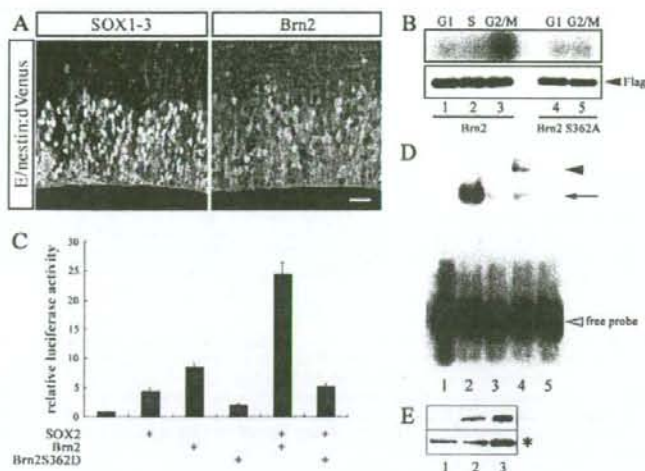 A
SOX1-3
Brn2
E/nestin:dVenus
B
G1 S G2/M G1 G2/M
Flag
1 2 3 4 5
Brn2
Brn2 S362A
C
relative luciferase activity
30
25
20
15
10
5
0
SOX2 + + +
Brn2 + +
Brn2S362D + +
D
free probe
1 2 3 4 5
E
*
1 2 3